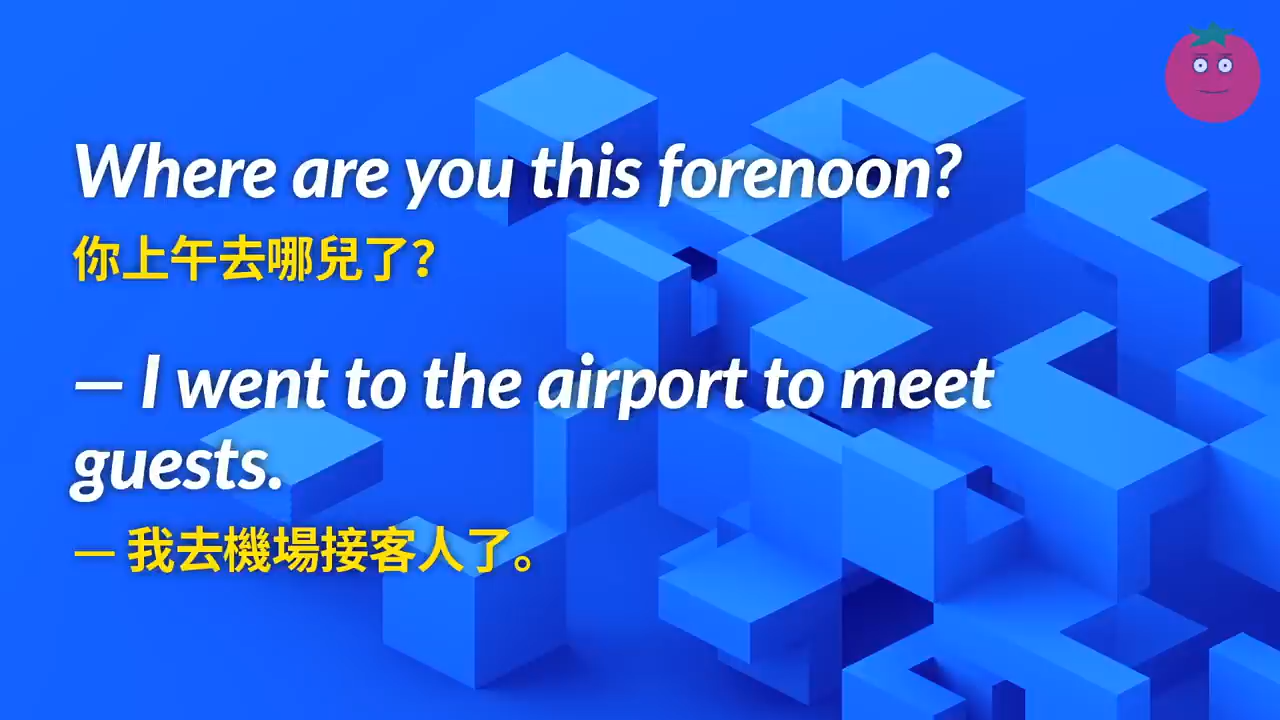 Where are you this forenoon?
你上午去哪兒了?
— I went to the airport to meet
guests.
— 我去機場接客人了。